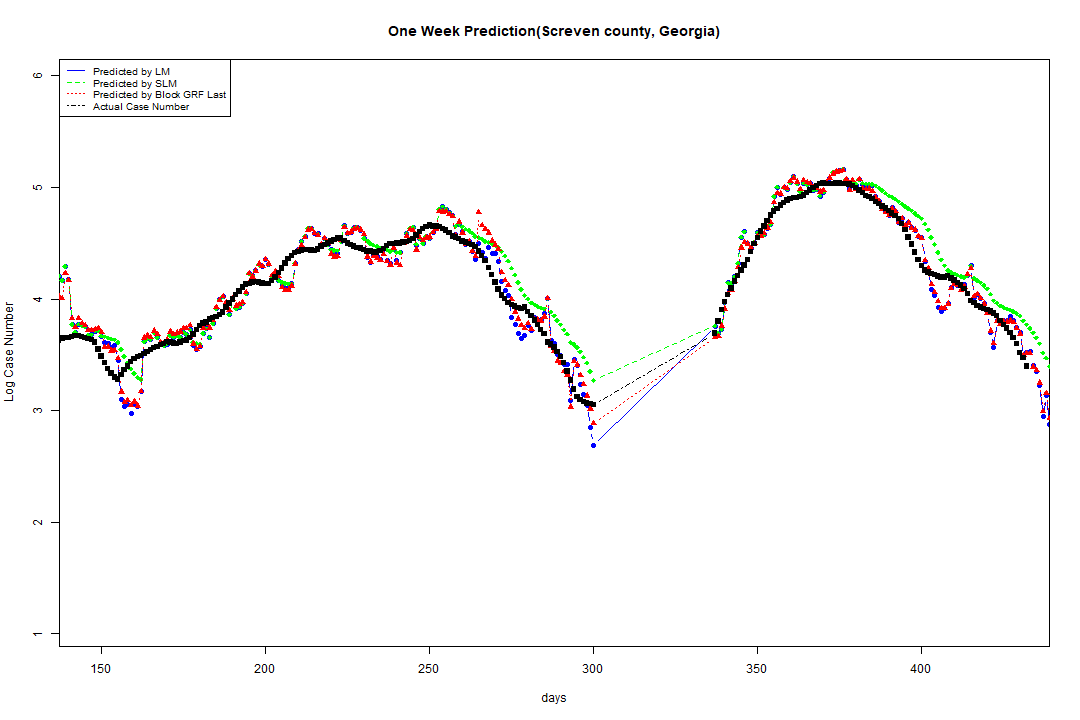 One Week Prediction(Screven county, Georgia)
Predicted by LM
Predicted by SLM
Predicted by Block GRF Last
Actual Case Number
6
5
4
3
2
1
Log Case Number
150 200 250 300 350 400
days